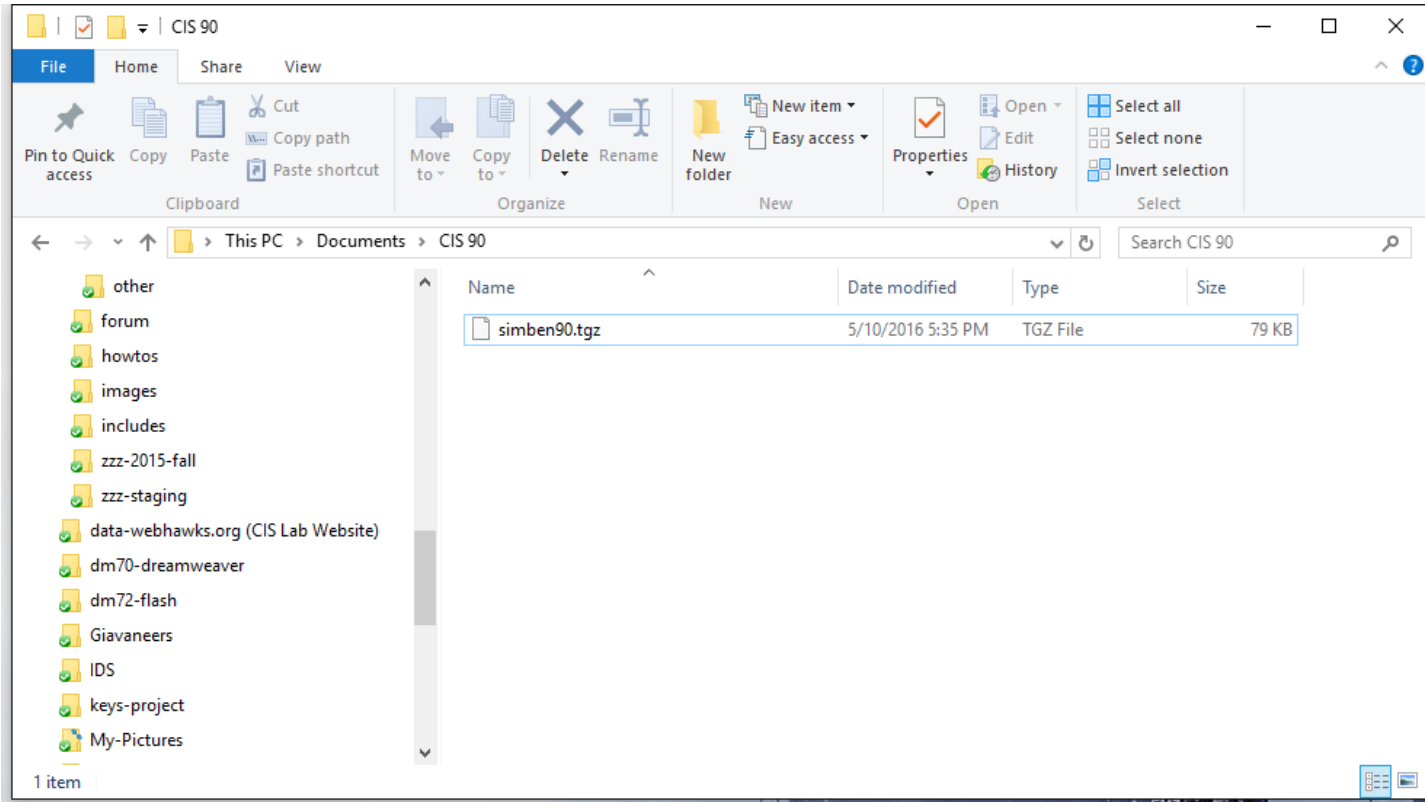 CIS 90
File Home Share View
Pin to Quick access
Copy
Paste
Cut
Copy path
Paste shortcut
Clipboard
Move to
Copy to
Delete
Rename
Organize
New folder
New item
Easy access
New
Properties
Open
Edit
History
Open
Select all
Select none
Invert selection
Select
This PC > Documents > CIS 90
Search CIS 90
other
forum
howtos
images
includes
zzz-2015-fall
zzz-staging
data-webhawks.org (CIS Lab Website)
dm70-dreamweaver
dm72-flash
Giavaneers
IDS
keys-project
My-Pictures
Name Date modified Type Size
simben90.tgz 5/10/2016 5:35 PM TGZ File 79 KB
1 item